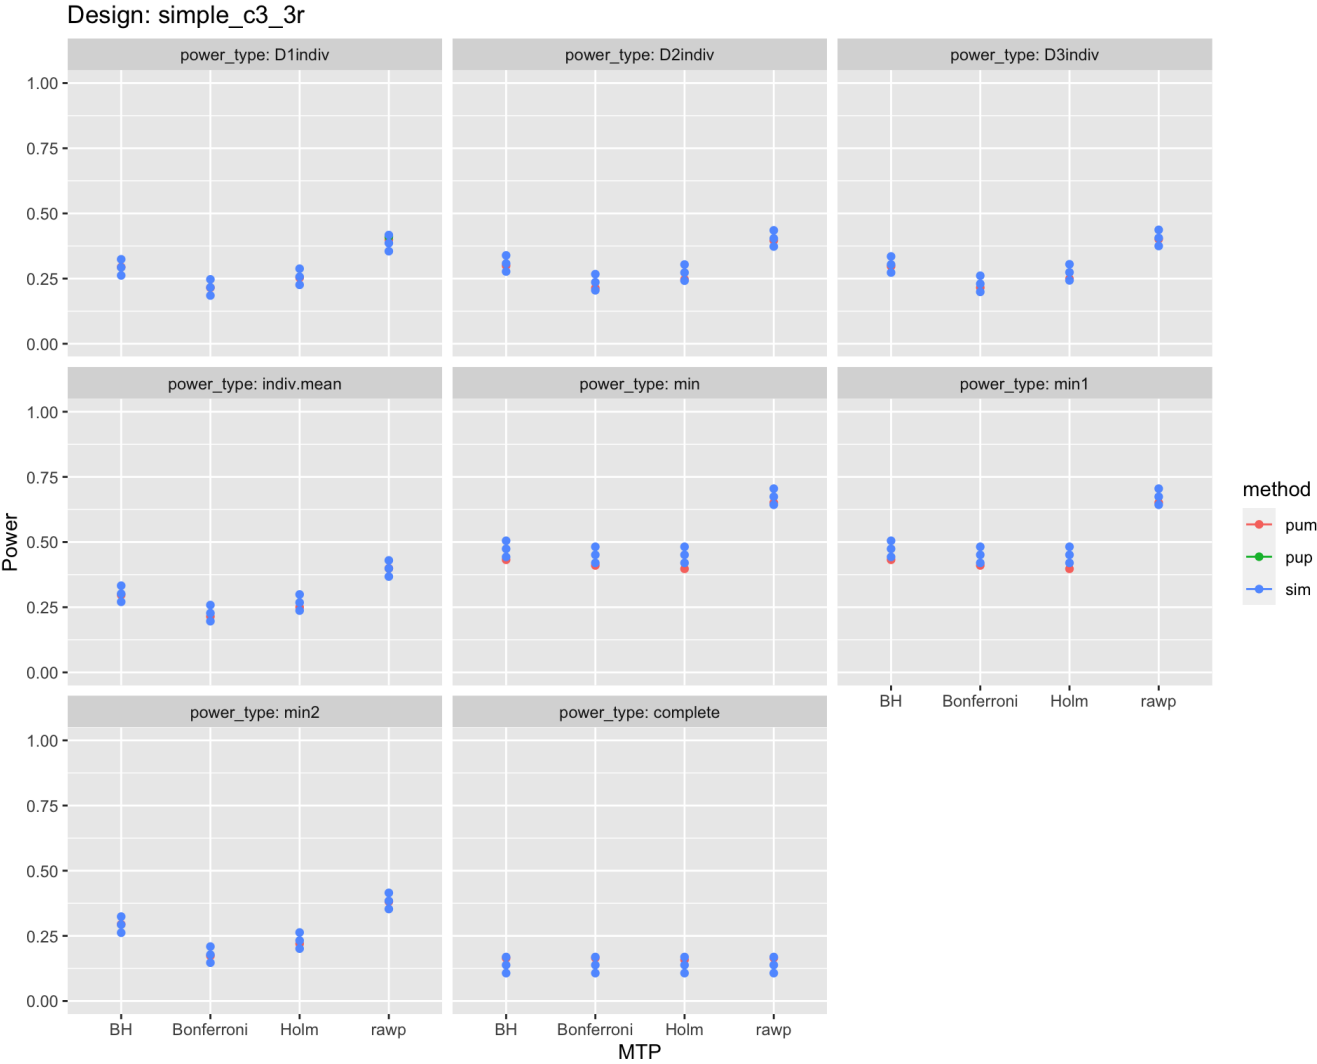 Design: simple_c3_3r
power_type: D1indiv
power_type: D2indiv
power_type: D3indiv
1.00
0.75
0.50
0.25
0.00
power_type: indiv.mean
power_type: min
power_type: min1
1.00
0.75
0.50
0.25
0.00
BH Bonferroni Holm rawp
power_type: min2
power_type: complete
1.00
0.75
0.50
0.25
0.00
BH Bonferroni Holm rawp
BH Bonferroni Holm rawp
MTP
Power
method
pum
pup
sim